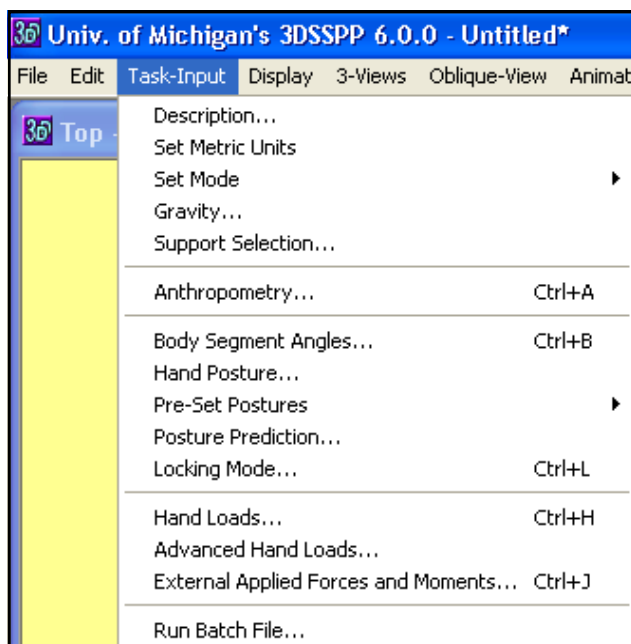 3D Univ. of Michigan's 3DSSPP 6.0.0 - Untitled*
File Edit Task-Input Display 3-Views Oblique-View Animat
3D Top -
Description...
Set Metric Units
Set Mode
Gravity...
Support Selection...
Anthropometry... Ctrl+A
Body Segment Angles... Ctrl+B
Hand Posture...
Pre-Set Postures
Posture Prediction...
Locking Mode... Ctrl+L
Hand Loads... Ctrl+H
Advanced Hand Loads...
External Applied Forces and Moments... Ctrl+J
Run Batch File...